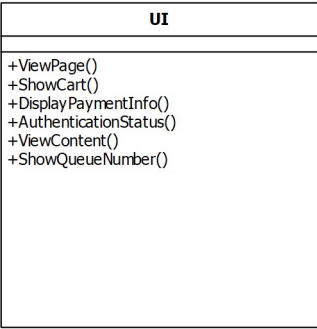 UI
+ViewPage()
+ShowCart()
+DisplayPaymentInfo()
+AuthenticationStatus()
+ViewContent()
+ShowQueueNumber()